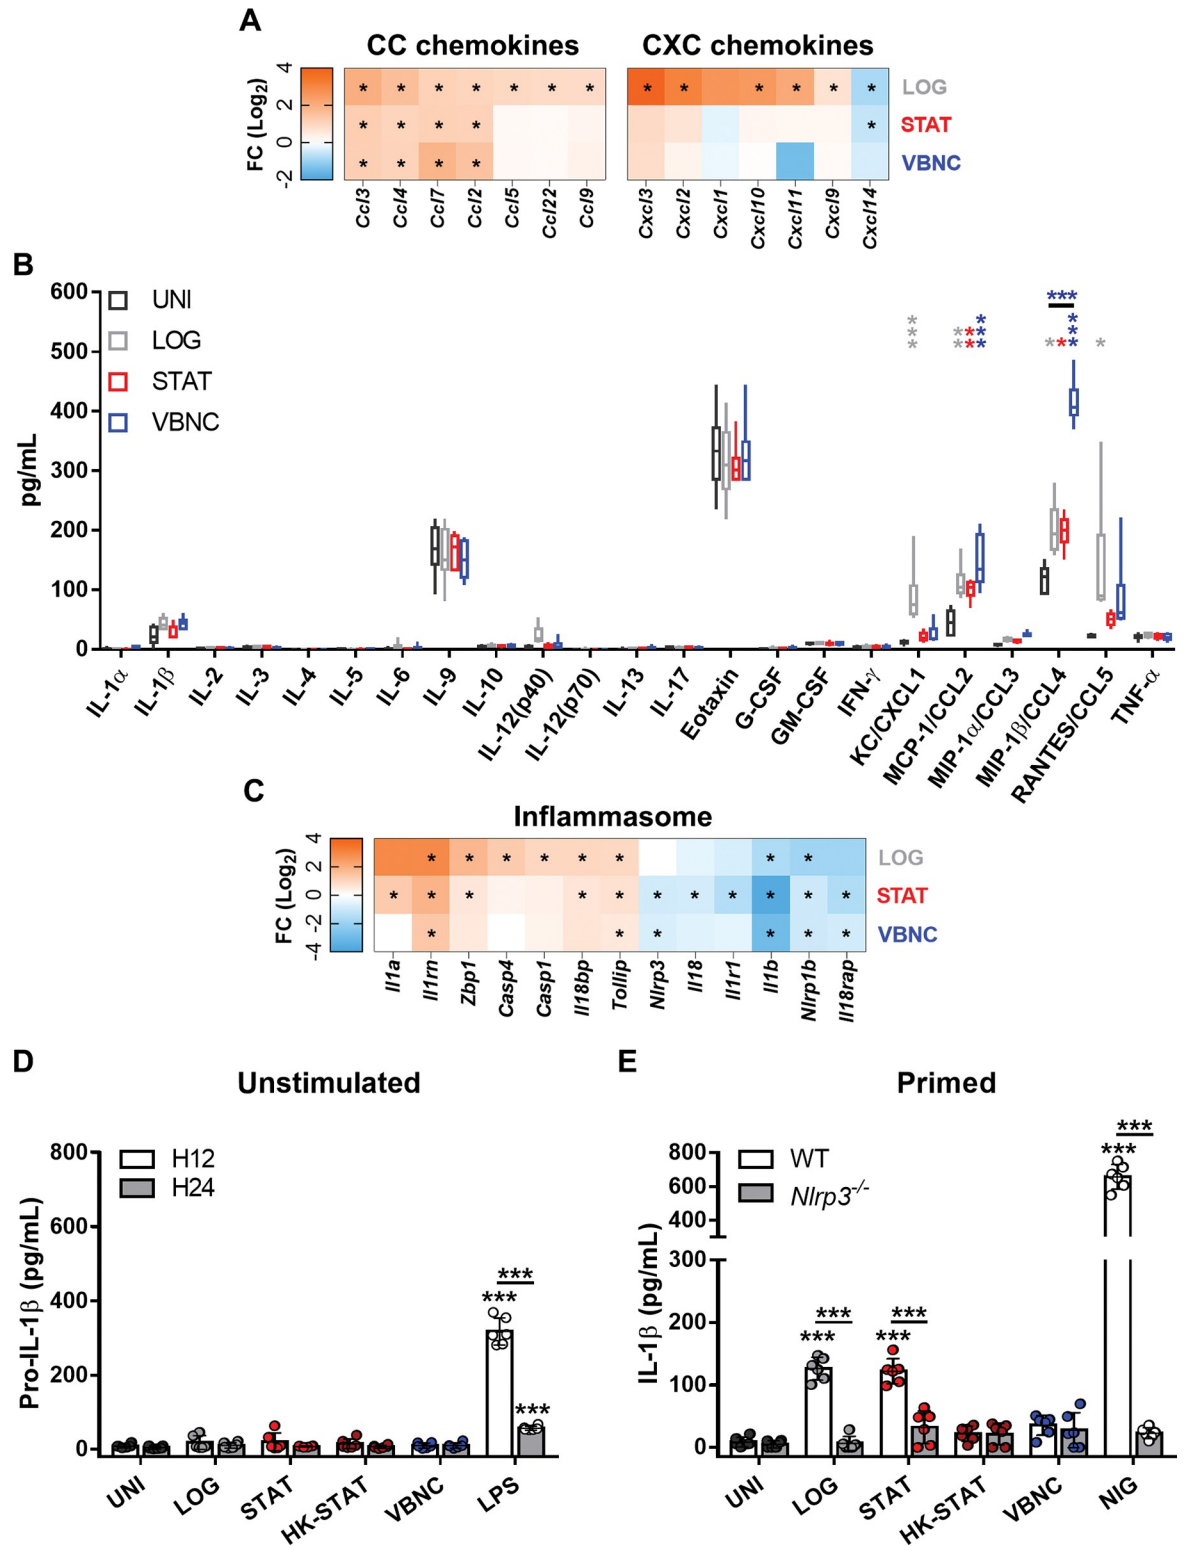 A
CC chemokines
CXC chemokines
FC (Log2)
4
2
0
-2
* * * * * * *
* * * * * *
LOG
* * * *
*
STAT
* * * *
VBNC
Ccl3
Ccl4
Ccl7
Ccl2
Ccl5
Ccl22
Ccl9
Cxcl3
Cxcl2
Cxcl1
Cxcl10
Cxcl11
Cxcl9
Cxcl14
B
pg/mL
600
500
400
300
200
100
0
UNI
LOG
STAT
VBNC
***
***
**
**
***
*
*
***
*
IL-1α
IL-1β
IL-2
IL-3
IL-4
IL-5
IL-6
IL-9
IL-10
IL-12(p40)
IL-12(p70)
IL-13
IL-17
Eotaxin
G-CSF
GM-CSF
IFN-γ
KC/CXCL1
MCP-1/CCL2
MIP-1α/CCL3
MIP-1β/CCL4
RANTES/CCL5
TNF-α
C
Inflammasome
FC (Log2)
4
2
0
-2
-4
* * * * * * * *
LOG
* * * * * * * * * * *
STAT
* * * * * *
VBNC
Il1a
Il1rn
Zbp1
Casp4
Casp1
Il18bp
Tollip
Nlrp3
Il18
Il1r1
Il1b
Nlrp1b
Il18rap
D
Unstimulated
Pro-IL-1β (pg/mL)
800
600
400
200
0
H12
H24
***
***
***
UNI
LOG
STAT
HK-STAT
VBNC
LPS
E
Primed
IL-1β (pg/mL)
800
600
400
300
200
100
0
WT
Nlrp3-/-
***
***
***
***
***
***
UNI
LOG
STAT
HK-STAT
VBNC
NIG